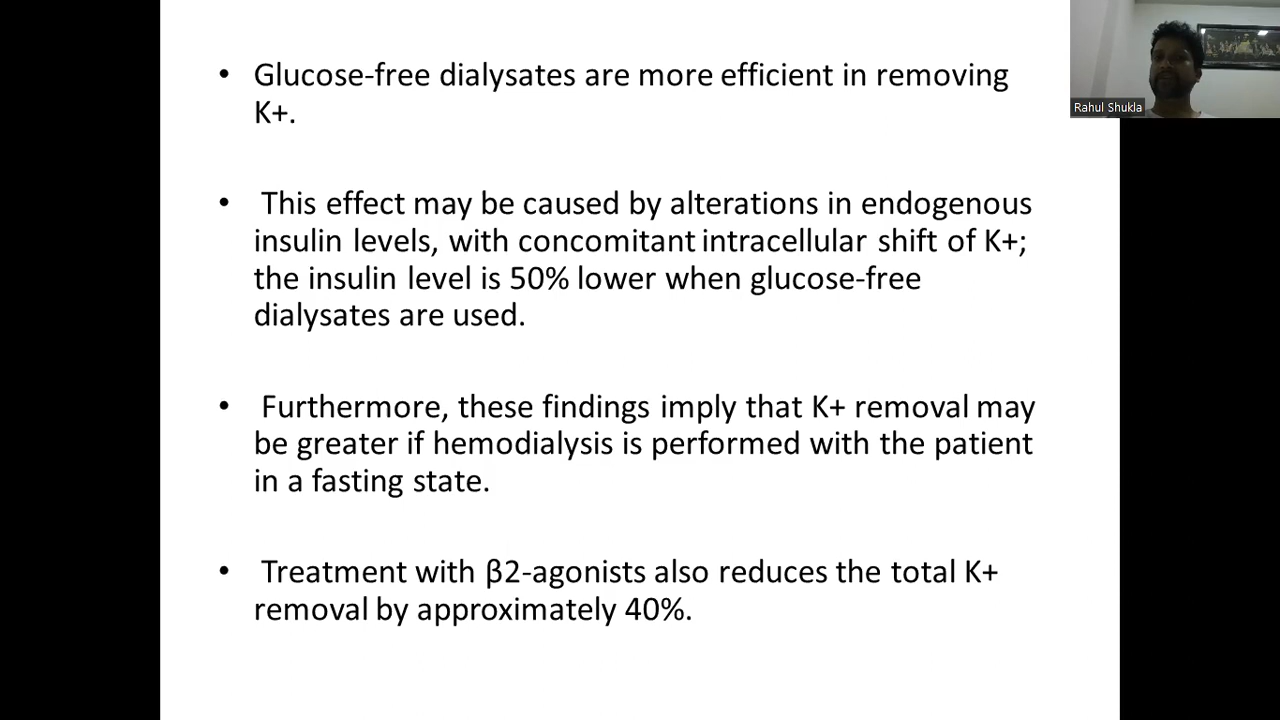 • Glucose-free dialysates are more efficient in removing
K+.
• This effect may be caused by alterations in endogenous
insulin levels, with concomitant intracellular shift of K+;
the insulin level is 50% lower when glucose-free
dialysates are used.
• Furthermore, these findings imply that K+ removal may
be greater if hemodialysis is performed with the patient
in a fasting state.
• Treatment with β2-agonists also reduces the total K+
removal by approximately 40%.
Rahul Shukla